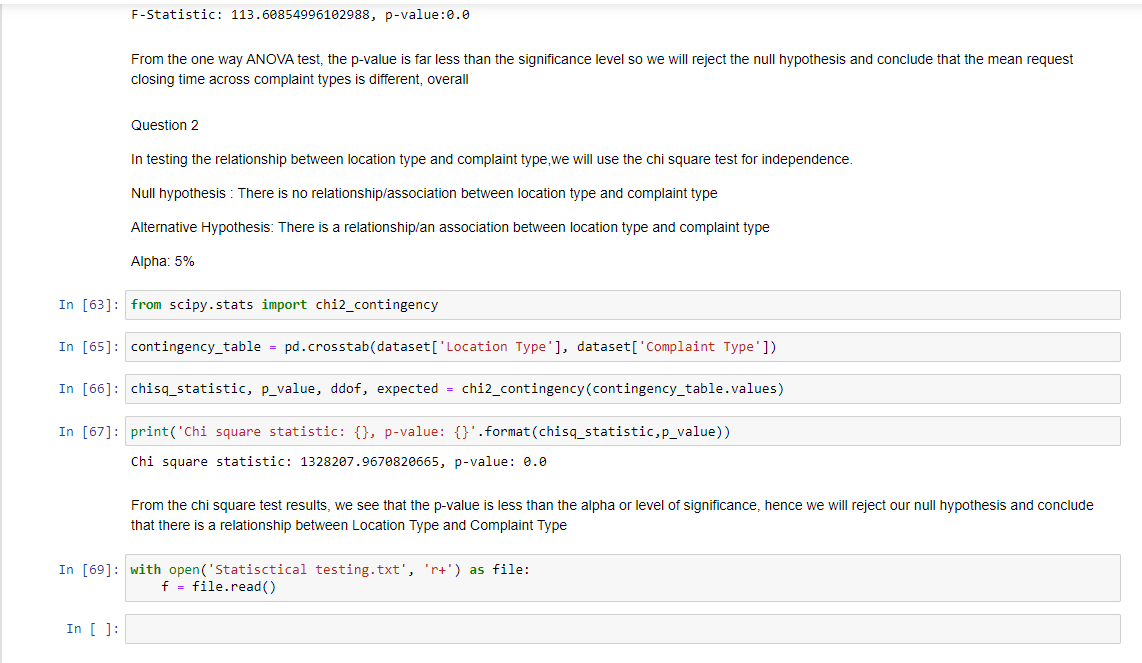 F-Statistic: 113.60854996102988, p-value:0.0
From the one way ANOVA test, the p-value is far less than the significance level so we will reject the null hypothesis and conclude that the mean request
closing time across complaint types is different, overall
Question 2
In testing the relationship between location type and complaint type,we will use the chi square test for independence.
Null hypothesis : There is no relationship/association between location type and complaint type
Alternative Hypothesis: There is a relationship/an association between location type and complaint type
Alpha: 5%
In [63]: from scipy.stats import chi2_contingency
In [65]: contingency_table = pd.crosstab(dataset['Location Type'], dataset['Complaint Type'])
In [66]: chisq_statistic, p_value, ddof, expected = chi2_contingency(contingency_table.values)
In [67]: print('Chi square statistic: {}, p-value: {}'.format(chisq_statistic,p_value))
Chi square statistic: 1328207.9670820665, p-value: 0.0
From the chi square test results, we see that the p-value is less than the alpha or level of significance, hence we will reject our null hypothesis and conclude
that there is a relationship between Location Type and Complaint Type
In [69]: with open('Statisctical testing.txt', 'r+') as file:
    f = file.read()
In [ ]: